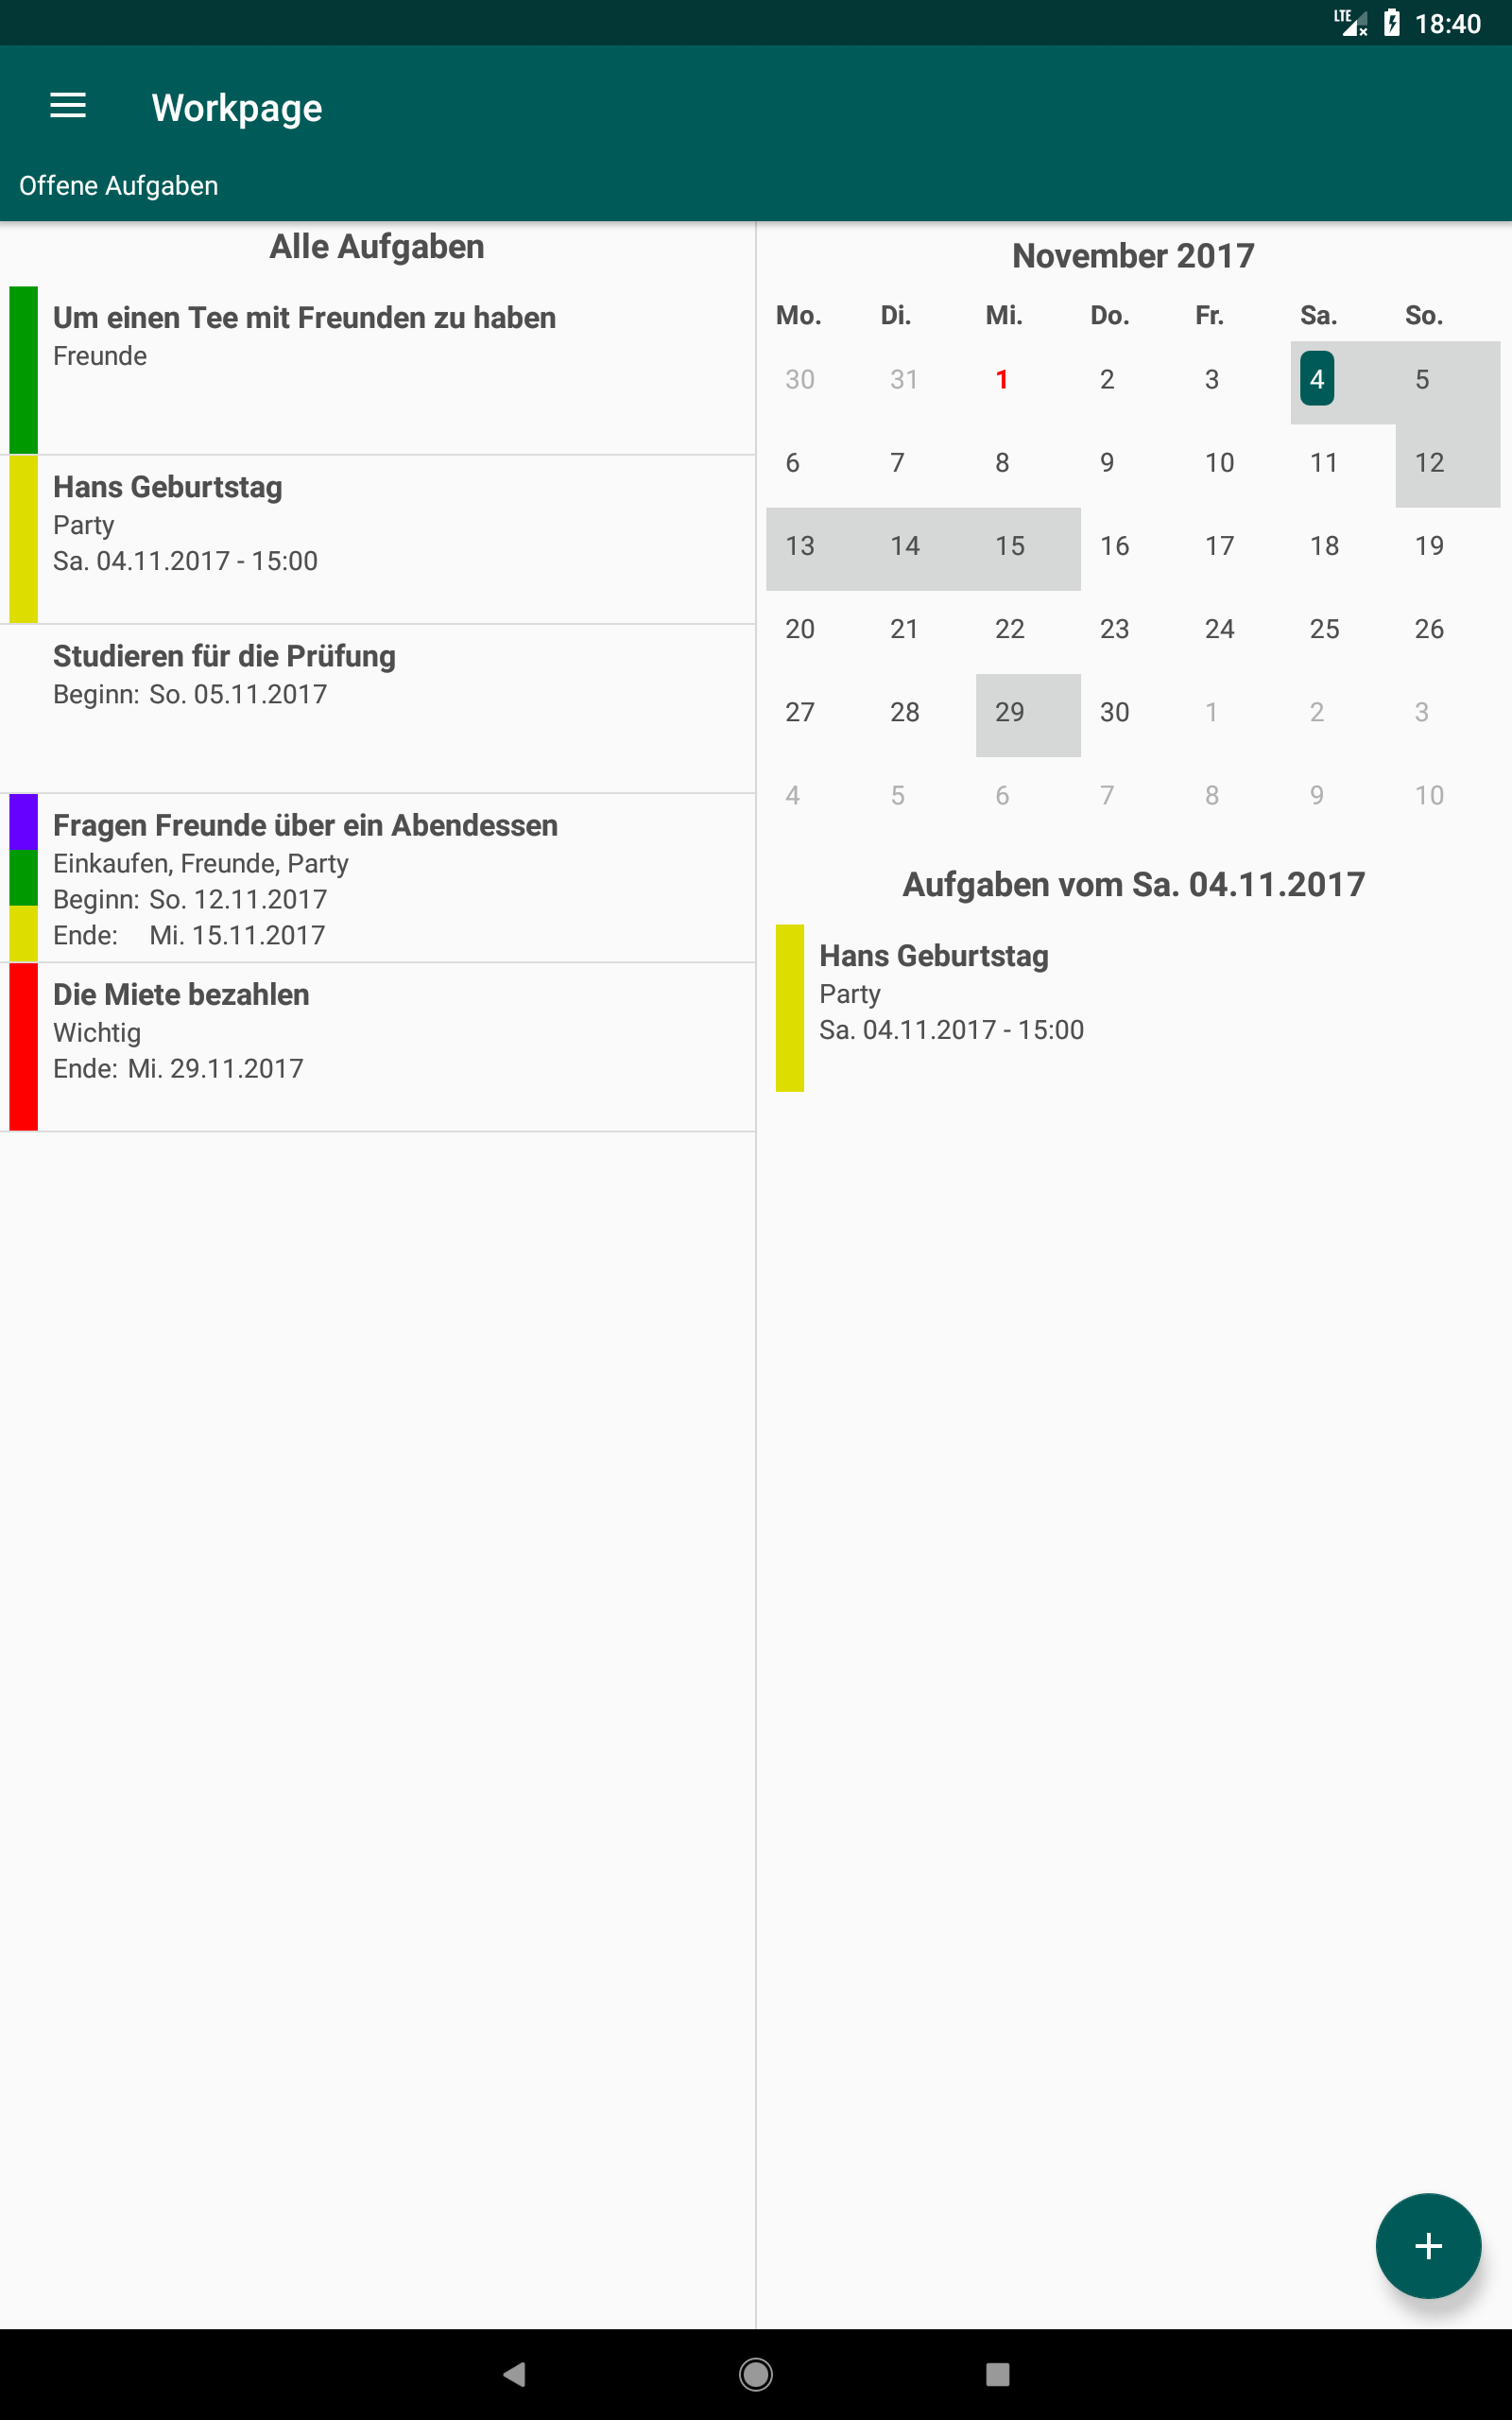 LTE 18:40
Workpage
Offene Aufgaben
Alle Aufgaben
Um einen Tee mit Freunden zu haben
Freunde
Hans Geburtstag
Party
Sa. 04.11.2017 - 15:00
Studieren für die Prüfung
Beginn: So. 05.11.2017
Fragen Freunde über ein Abendessen
Einkaufen, Freunde, Party
Beginn: So. 12.11.2017
Ende: Mi. 15.11.2017
Die Miete bezahlen
Wichtig
Ende: Mi. 29.11.2017
November 2017
Mo. Di. Mi. Do. Fr. Sa. So.
30 31 1 2 3 4 5
6 7 8 9 10 11 12
13 14 15 16 17 18 19
20 21 22 23 24 25 26
27 28 29 30 1 2 3
4 5 6 7 8 9 10
Aufgaben vom Sa. 04.11.2017
Hans Geburtstag
Party
Sa. 04.11.2017 - 15:00